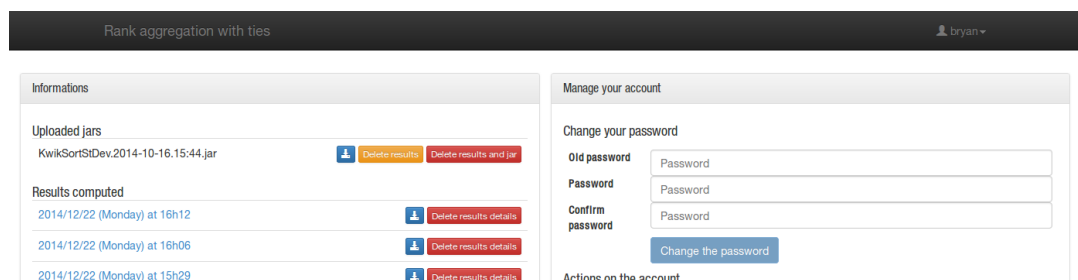 Rank aggregation with ties
bryan
Informations
Uploaded jars
KwikSortStDev.2014-10-16.15:44.jar Delete results Delete results and jar
Results computed
2014/12/22 (Monday) at 16h12 Delete results details
2014/12/22 (Monday) at 16h06 Delete results details
2014/12/22 (Monday) at 15h29 Delete results details
Manage your account
Change your password
Old password Password
Password Password
Confirm
password Password
Change the password
Actions on the account